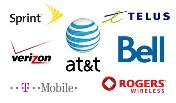 Sprint
TELUS
verizon
at&t
Bell
T··Mobile·
ROGERS
WIRELESS